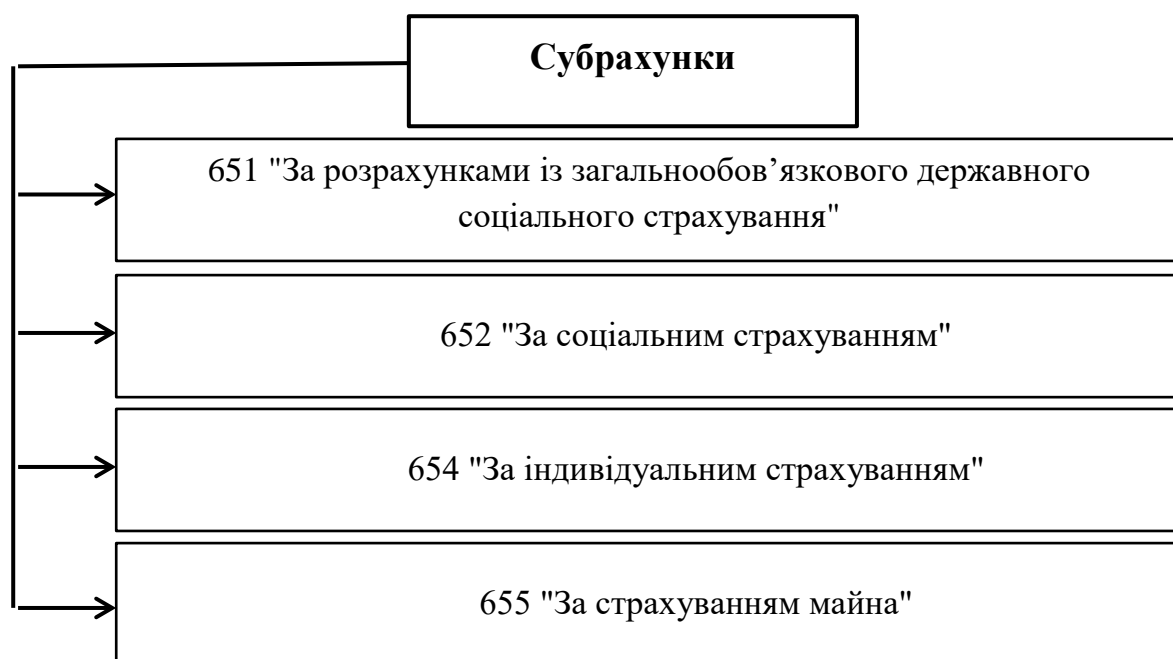 Субрахунки
651 "За розрахунками із загальнообов’язкового державного
соціального страхування"
652 "За соціальним страхуванням"
654 "За індивідуальним страхуванням"
655 "За страхуванням майна"